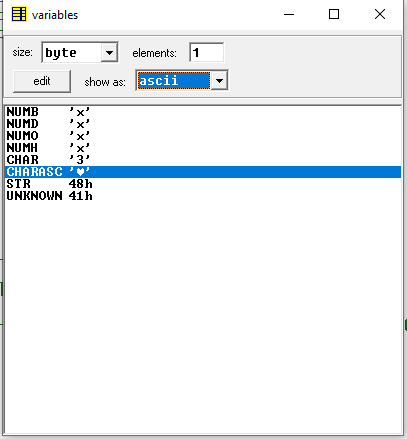 variables
size: byte elements: 1
edit show as: ascii
NUMB 'x'
NUMD 'x'
NUMO 'x'
NUMH 'x'
CHAR '3'
CHARASC '♥'
STR 48h
UNKNOWN 41h